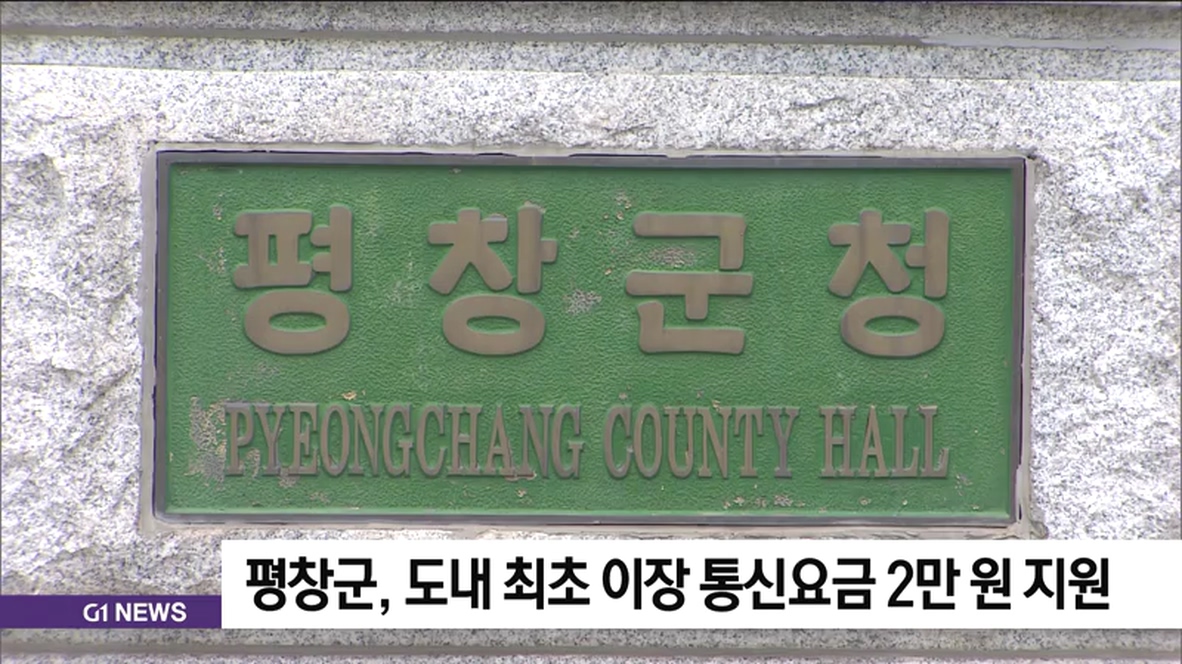 평창군청
PYEONGCHANG COUNTY HALL
평창군, 도내 최초 이장 통신요금 2만 원 지원
G1 NEWS